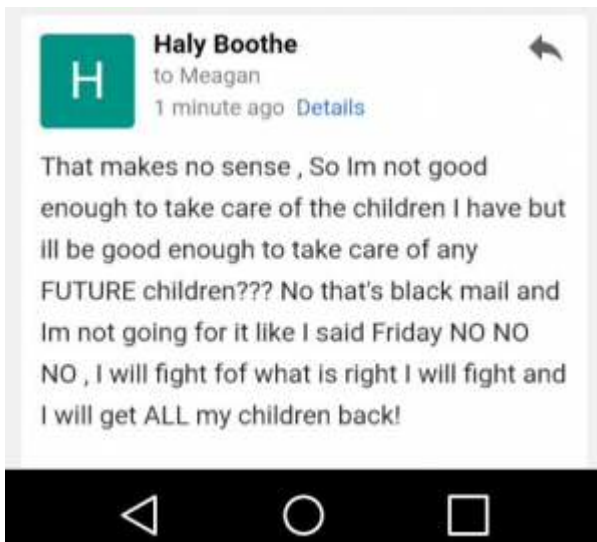 H
Haly Boothe
to Meagan
1 minute ago Details
That makes no sense , So Im not good
enough to take care of the children I have but
ill be good enough to take care of any
FUTURE children??? No that's black mail and
Im not going for it like I said Friday NO NO
NO , I will fight fof what is right I will fight and
I will get ALL my children back!